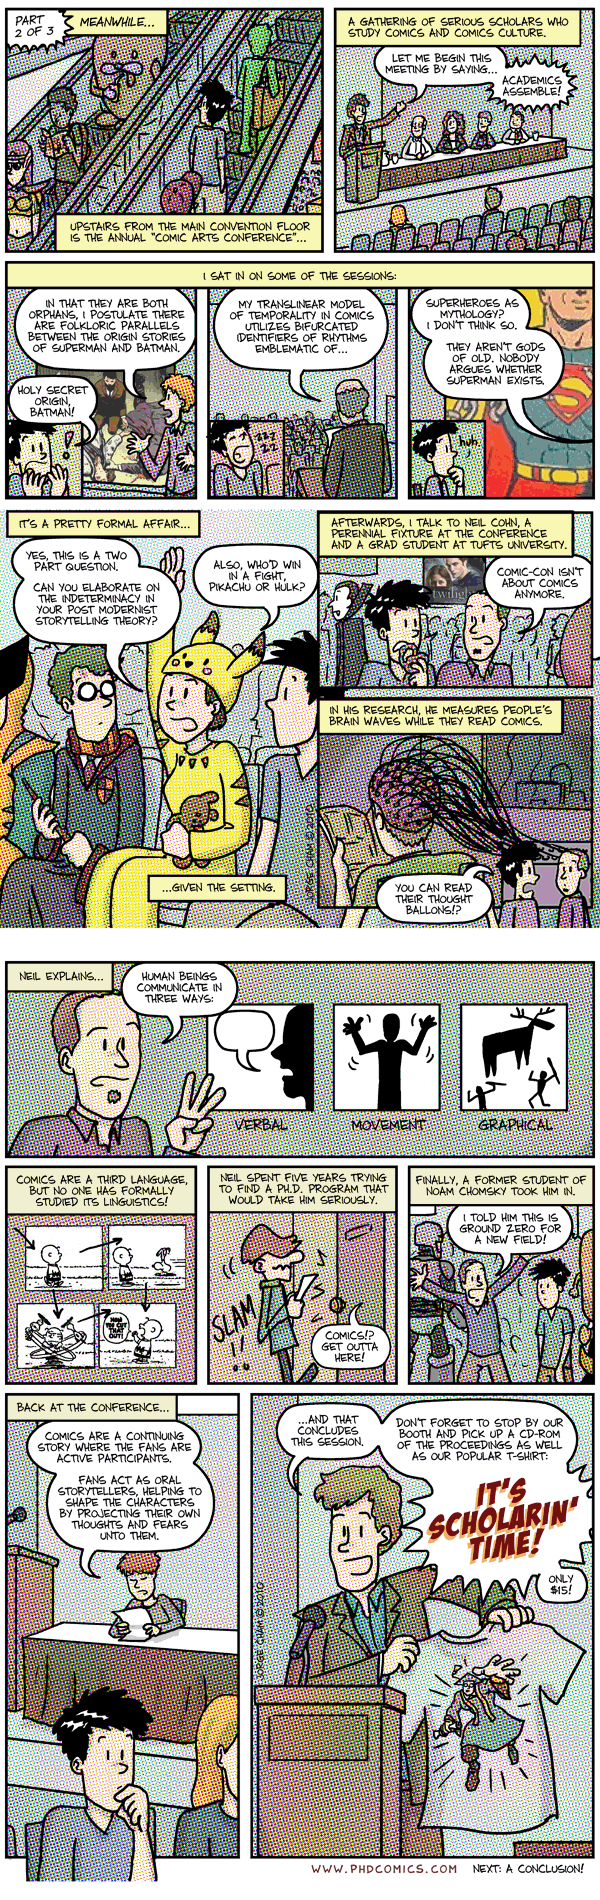 PART
2 OF 3
MEANWHILE...
UPSTAIRS FROM THE MAIN CONVENTION FLOOR
IS THE ANNUAL "COMIC ARTS CONFERENCE"...
A GATHERING OF SERIOUS SCHOLARS WHO
STUDY COMICS AND COMICS CULTURE.
LET ME BEGIN THIS
MEETING BY SAYING...
ACADEMICS
ASSEMBLE!
I SAT IN ON SOME OF THE SESSIONS:
IN THAT THEY ARE BOTH
ORPHANS, I POSTULATE THERE
ARE FOLKLORIC PARALLELS
BETWEEN THE ORIGIN STORIES
OF SUPERMAN AND BATMAN.
HOLY SECRET
ORIGIN,
BATMAN!
!
MY TRANSLINEAR MODEL
OF TEMPORALITY IN COMICS
UTILIZES BIFURCATED
IDENTIFIERS OF RHYTHMS
EMBLEMATIC OF...
SUPERHEROES AS
MYTHOLOGY?
I DON'T THINK SO.
THEY AREN'T GODS
OF OLD. NOBODY
ARGUES WHETHER
SUPERMAN EXISTS.
IT'S A PRETTY FORMAL AFFAIR...
YES, THIS IS A TWO
PART QUESTION.
CAN YOU ELABORATE ON
THE INDETERMINACY IN
YOUR POST MODERNIST
STORYTELLING THEORY?
ALSO, WHO'D WIN
IN A FIGHT,
PIKACHU OR HULK?
...GIVEN THE SETTING.
JORGE CHAM © 2010
AFTERWARDS, I TALK TO NEIL COHN, A
PERENNIAL FIXTURE AT THE CONFERENCE
AND A GRAD STUDENT AT TUFTS UNIVERSITY.
twilight
COMIC-CON ISN'T
ABOUT COMICS
ANYMORE.
IN HIS RESEARCH, HE MEASURES PEOPLE'S
BRAIN WAVES WHILE THEY READ COMICS.
YOU CAN READ
THEIR THOUGHT
BALLONS!?
NEIL EXPLAINS...
HUMAN BEINGS
COMMUNICATE IN
THREE WAYS:
VERBAL
MOVEMENT
GRAPHICAL
COMICS ARE A THIRD LANGUAGE,
BUT NO ONE HAS FORMALLY
STUDIED ITS LINGUISTICS!
NEIL SPENT FIVE YEARS TRYING
TO FIND A PH.D. PROGRAM THAT
WOULD TAKE HIM SERIOUSLY.
SLAM
!!
COMICS!?
GET OUTTA
HERE!
FINALLY, A FORMER STUDENT OF
NOAM CHOMSKY TOOK HIM IN.
I TOLD HIM THIS IS
GROUND ZERO FOR
A NEW FIELD!
BACK AT THE CONFERENCE...
COMICS ARE A CONTINUING
STORY WHERE THE FANS ARE
ACTIVE PARTICIPANTS.
FANS ACT AS ORAL
STORYTELLERS, HELPING TO
SHAPE THE CHARACTERS
BY PROJECTING THEIR OWN
THOUGHTS AND FEARS
UNTO THEM.
...AND THAT
CONCLUDES
THIS SESSION.
DON'T FORGET TO STOP BY OUR
BOOTH AND PICK UP A CD-ROM
OF THE PROCEEDINGS AS WELL
AS OUR POPULAR T-SHIRT:
IT'S
SCHOLARIN'
TIME!
ONLY
$15!
JORGE CHAM © 2010
WWW.PHDCOMICS.COM NEXT: A CONCLUSION!